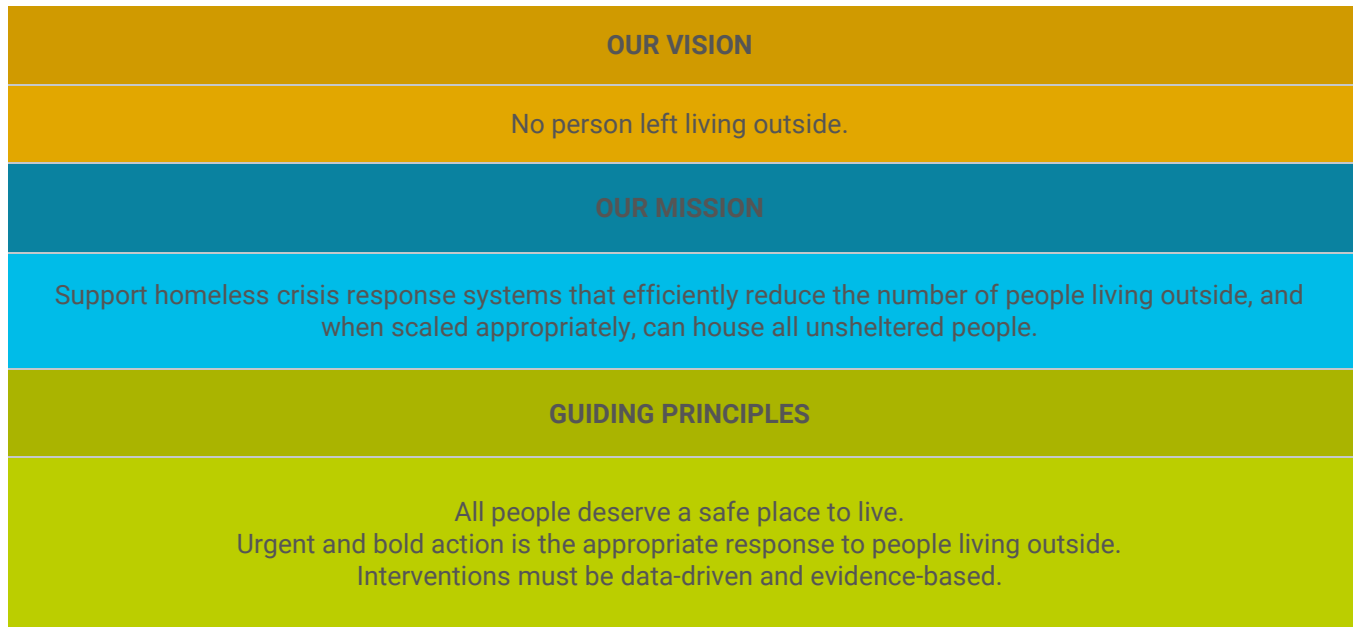 OUR VISION
No person left living outside.
OUR MISSION
Support homeless crisis response systems that efficiently reduce the number of people living outside, and
when scaled appropriately, can house all unsheltered people.
GUIDING PRINCIPLES
All people deserve a safe place to live.
Urgent and bold action is the appropriate response to people living outside.
Interventions must be data-driven and evidence-based.